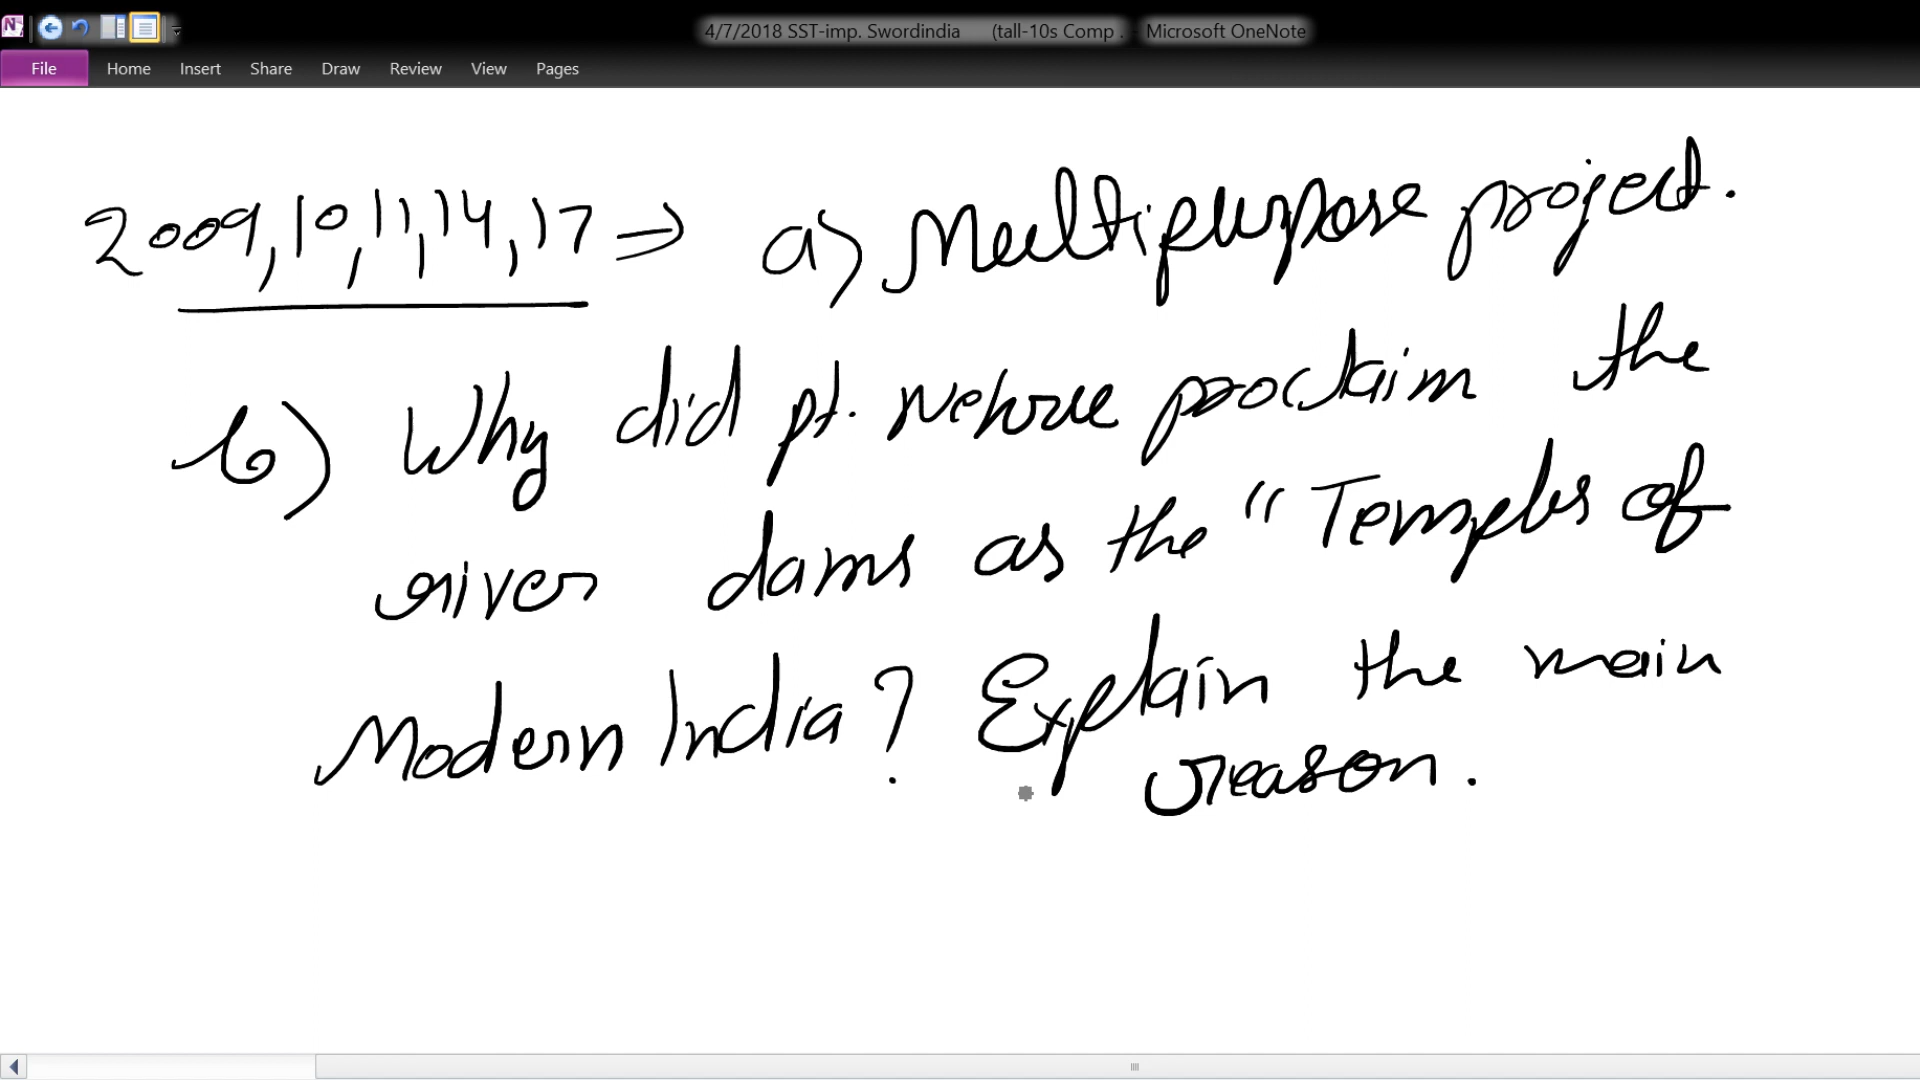 4/7/2018 SST-imp. Swordindia (tall-10s Comp . - Microsoft OneNote
File Home Insert Share Draw Review View Pages
2009,10,11,14,17 ⇒ a) Multipurpose project.
b) Why did pt. Nehru proclaim the
river dams as the "Temples of
Modern India? Explain the main
reason.